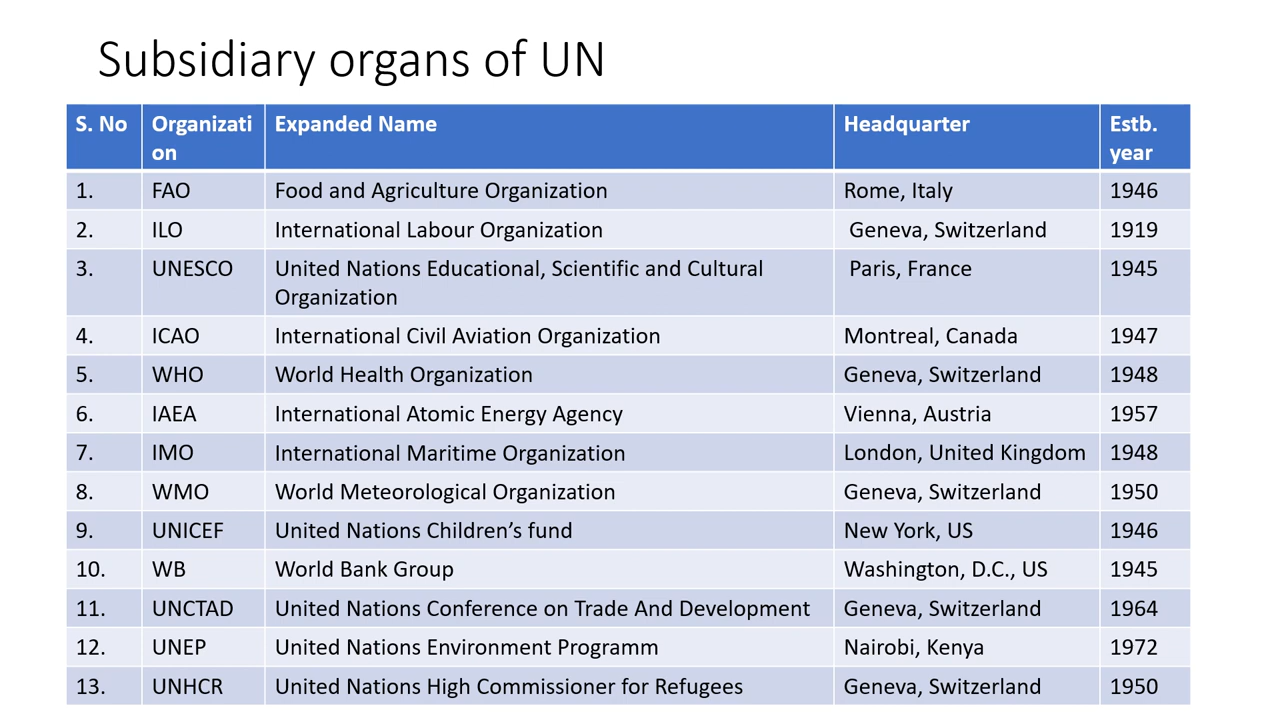 Subsidiary organs of UN
S. No Organizati Expanded Name Headquarter Estb.
on year
1. FAO Food and Agriculture Organization Rome, Italy 1946
2. ILO International Labour Organization Geneva, Switzerland 1919
3. UNESCO United Nations Educational, Scientific and Cultural Paris, France 1945
Organization
4. ICAO International Civil Aviation Organization Montreal, Canada 1947
5. WHO World Health Organization Geneva, Switzerland 1948
6. IAEA International Atomic Energy Agency Vienna, Austria 1957
7. IMO International Maritime Organization London, United Kingdom 1948
8. WMO World Meteorological Organization Geneva, Switzerland 1950
9. UNICEF United Nations Children’s fund New York, US 1946
10. WB World Bank Group Washington, D.C., US 1945
11. UNCTAD United Nations Conference on Trade And Development Geneva, Switzerland 1964
12. UNEP United Nations Environment Programm Nairobi, Kenya 1972
13. UNHCR United Nations High Commissioner for Refugees Geneva, Switzerland 1950